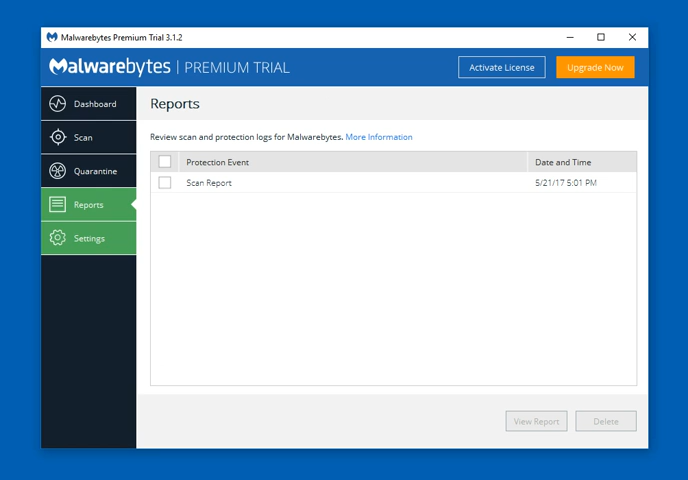 Malwarebytes Premium Trial 3.1.2
Malwarebytes | PREMIUM TRIAL
Activate License
Upgrade Now
Dashboard
Scan
Quarantine
Reports
Settings
Reports
Review scan and protection logs for Malwarebytes. More Information
Protection Event Date and Time
Scan Report 5/21/17 5:01 PM
View Report
Delete